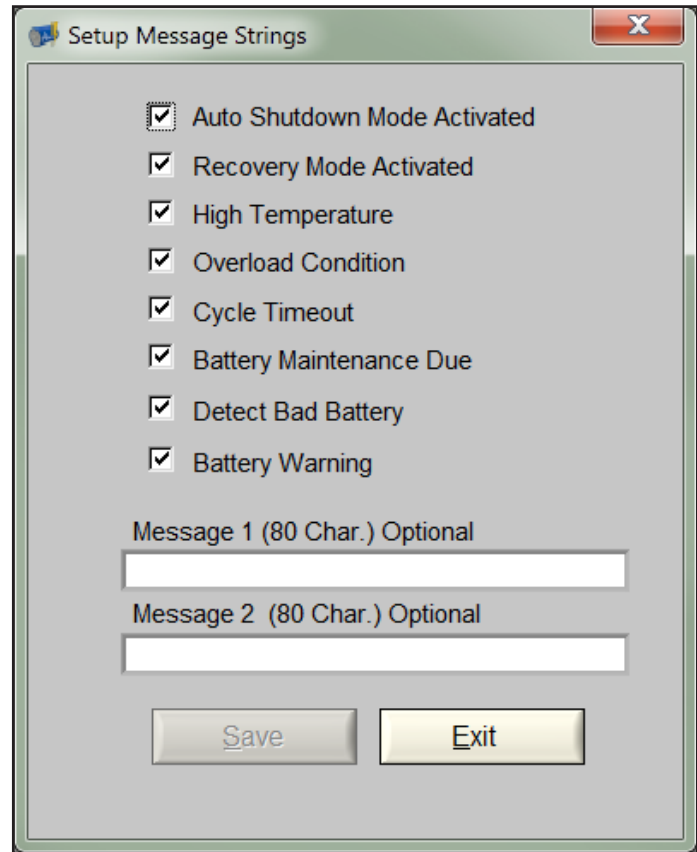 Setup Message Strings
Auto Shutdown Mode Activated
Recovery Mode Activated
High Temperature
Overload Condition
Cycle Timeout
Battery Maintenance Due
Detect Bad Battery
Battery Warning
Message 1 (80 Char.) Optional
Message 2 (80 Char.) Optional
Save Exit